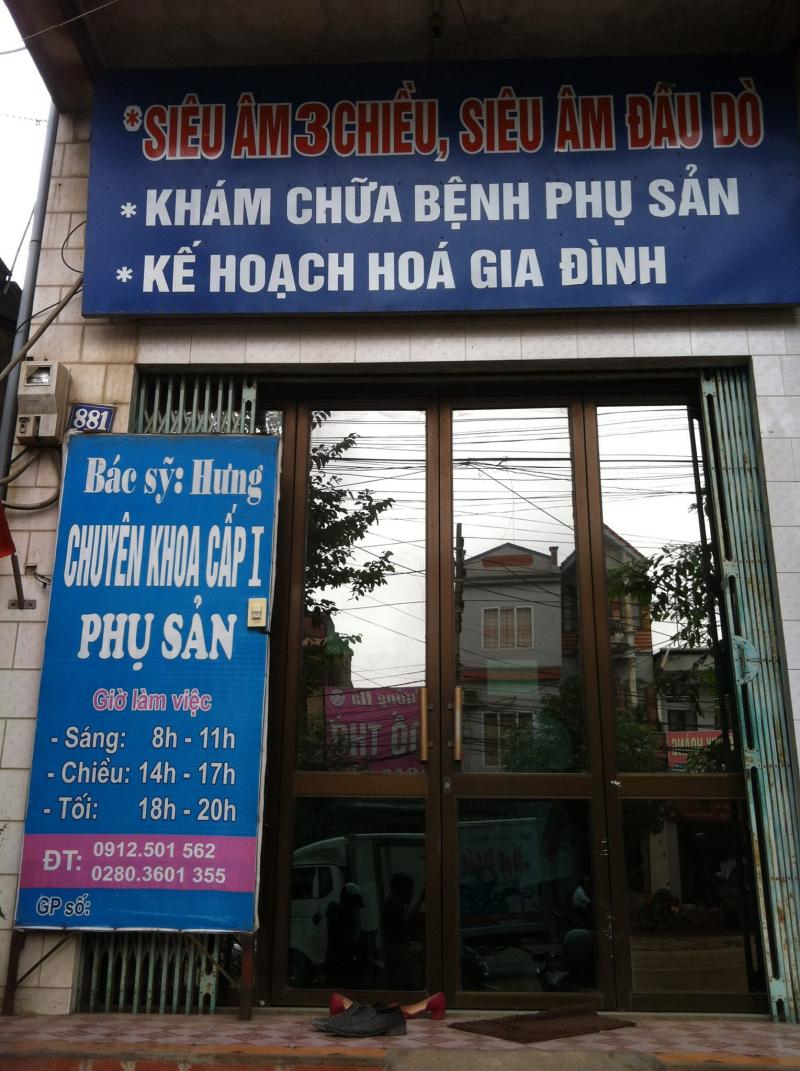 *SIÊU ÂM 3 CHIỀU, SIÊU ÂM ĐẦU DÒ
* KHÁM CHỮA BỆNH PHỤ SẢN
* KẾ HOẠCH HOÁ GIA ĐÌNH
881
Bác sỹ: Hưng
CHUYÊN KHOA CẤP I
PHỤ SẢN
Giờ làm việc
- Sáng: 8h - 11h
- Chiều: 14h - 17h
- Tối: 18h - 20h
ĐT: 0912.501 562
0280.3601 355
GP số: